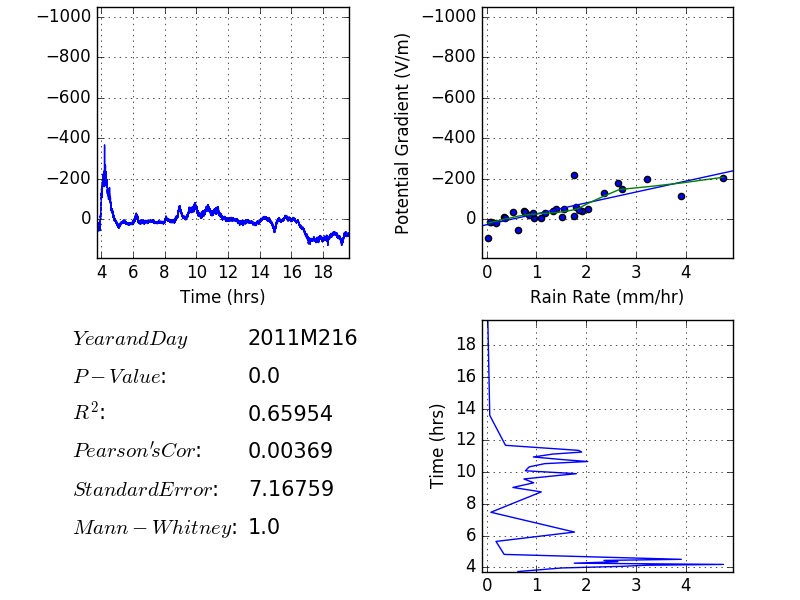 −1000
−800
−600
−400
−200
0
4 6 8 10 12 14 16 18
Time (hrs)
Potential Gradient (V/m)
−1000
−800
−600
−400
−200
0
0 1 2 3 4
Rain Rate (mm/hr)
YearandDay 2011M216
P − Value: 0.0
R²: 0.65954
Pearson'sCor: 0.00369
StandardError: 7.16759
Mann − Whitney: 1.0
Time (hrs)
18
16
14
12
10
8
6
4
0 1 2 3 4